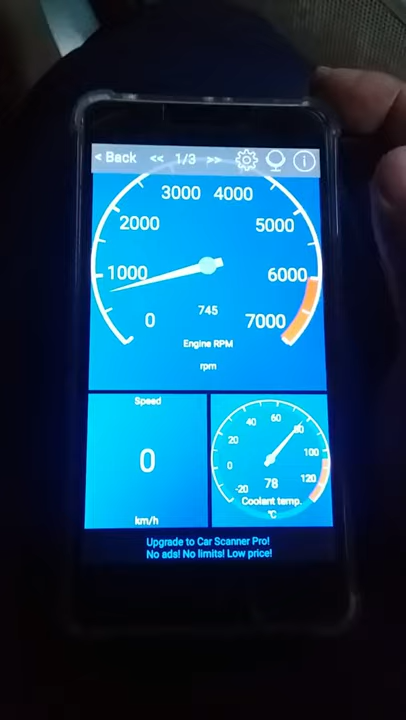 < Back << 1/3 >>
3000 4000
2000 5000
1000 6000
0 745 7000
Engine RPM
rpm
Speed
0
km/h
40 60
20 80
0 100
-20 78 120
Coolant temp.
°C
Upgrade to Car Scanner Pro!
No ads! No limits! Low price!